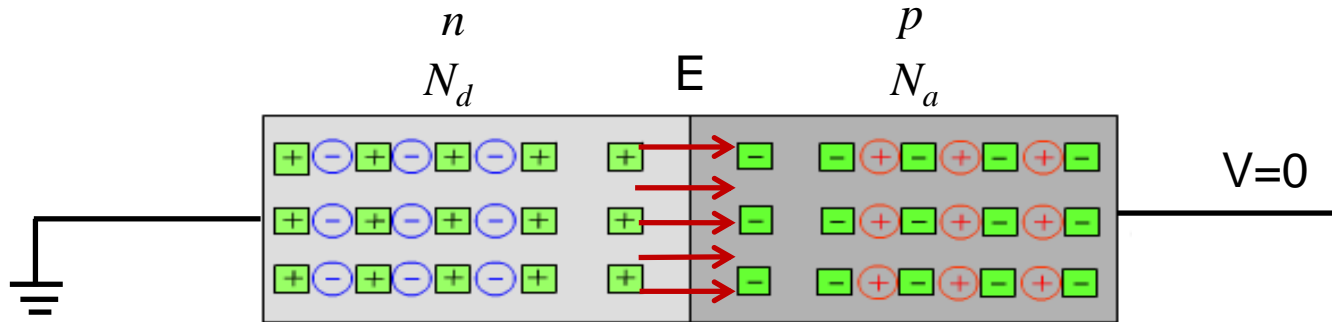 n
p
N_d
E
N_a
+ − + − + − + + − − + − + − + −
V=0
+ − + − + − + + − − + − + − + −
+ − + − + − + + − − + − + − + −